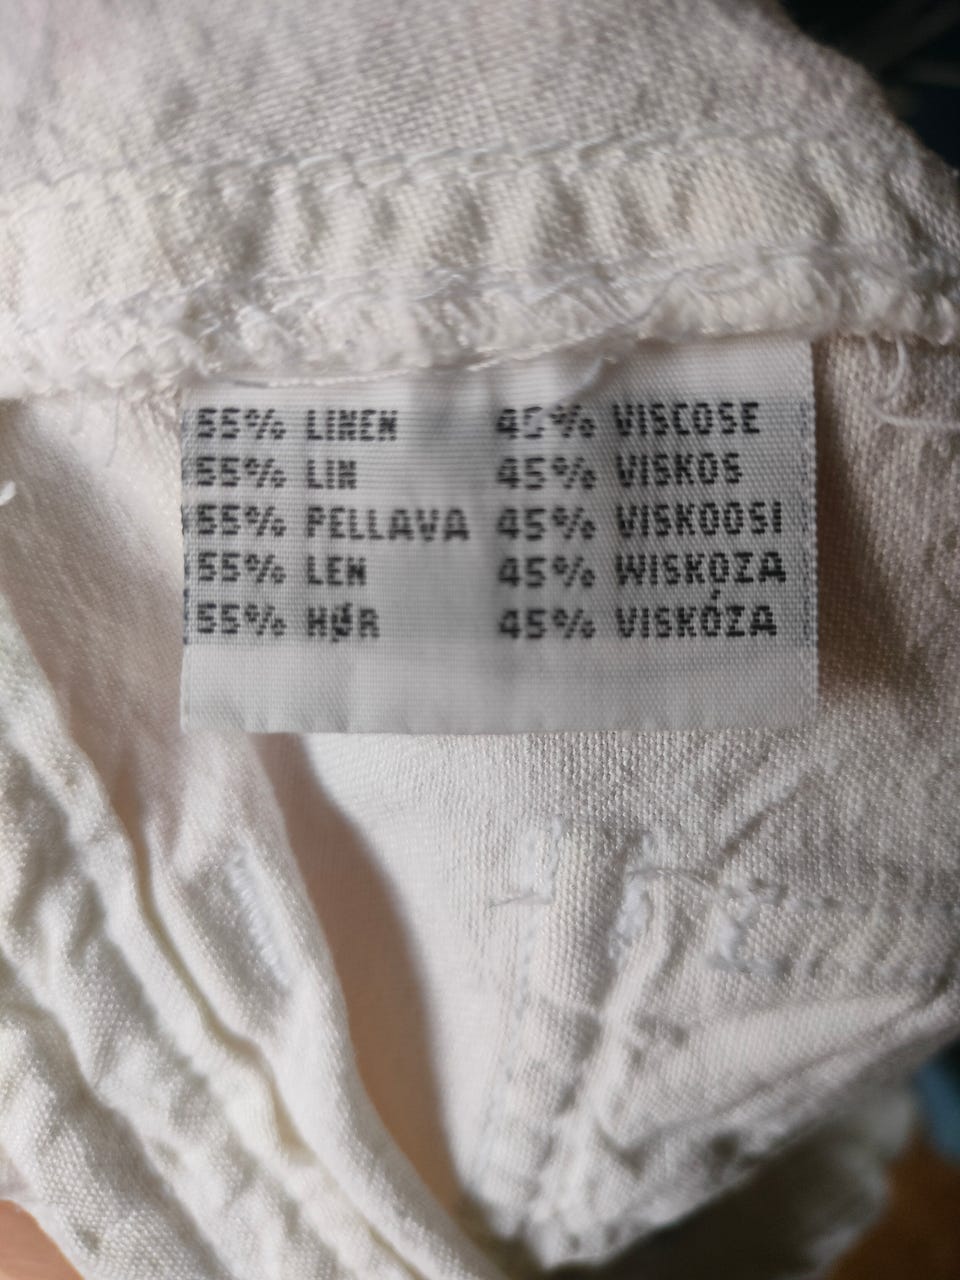 55% LINEN 45% VISCOSE
55% LIN 45% VISKOS
55% PELLAVA 45% VISKOOSI
55% LEN 45% WISKOZA
55% HØR 45% VISKÓZA